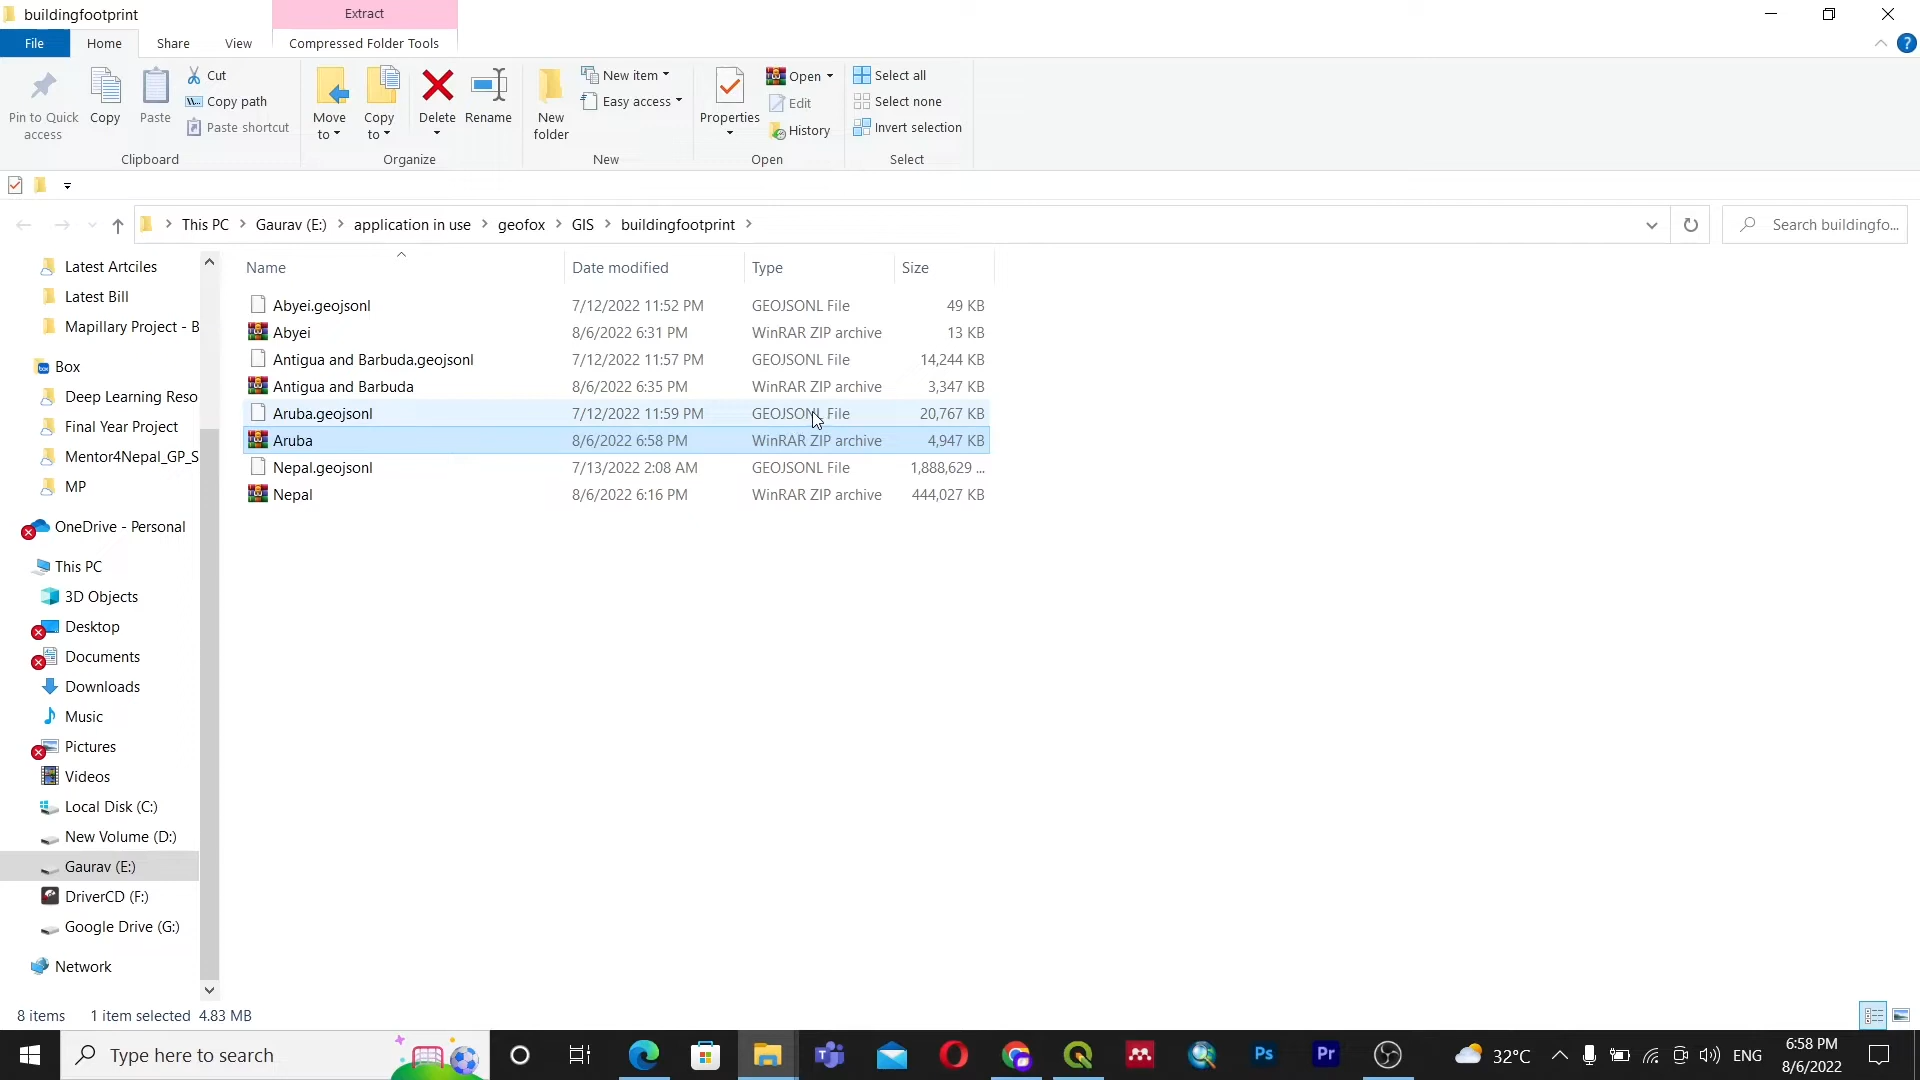 buildingfootprint
Extract
File
Home
Share
View
Compressed Folder Tools
Pin to Quick access
Copy
Paste
Cut
Copy path
Paste shortcut
Clipboard
Move to
Copy to
Delete
Rename
Organize
New folder
New item
Easy access
New
Properties
Open
Edit
History
Open
Select all
Select none
Invert selection
Select
This PC > Gaurav (E:) > application in use > geofox > GIS > buildingfootprint >
Search buildingfo...
Name Date modified Type Size
Abyei.geojsonl 7/12/2022 11:52 PM GEOJSONL File 49 KB
Abyei 8/6/2022 6:31 PM WinRAR ZIP archive 13 KB
Antigua and Barbuda.geojsonl 7/12/2022 11:57 PM GEOJSONL File 14,244 KB
Antigua and Barbuda 8/6/2022 6:35 PM WinRAR ZIP archive 3,347 KB
Aruba.geojsonl 7/12/2022 11:59 PM GEOJSONL File 20,767 KB
Aruba 8/6/2022 6:58 PM WinRAR ZIP archive 4,947 KB
Nepal.geojsonl 7/13/2022 2:08 AM GEOJSONL File 1,888,629 ...
Nepal 8/6/2022 6:16 PM WinRAR ZIP archive 444,027 KB
Latest Artciles
Latest Bill
Mapillary Project - B
Box
Deep Learning Reso
Final Year Project
Mentor4Nepal_GP_S
MP
OneDrive - Personal
This PC
3D Objects
Desktop
Documents
Downloads
Music
Pictures
Videos
Local Disk (C:)
New Volume (D:)
Gaurav (E:)
DriverCD (F:)
Google Drive (G:)
Network
8 items 1 item selected 4.83 MB
Type here to search
Ps
Pr
32°C
ENG
6:58 PM
8/6/2022